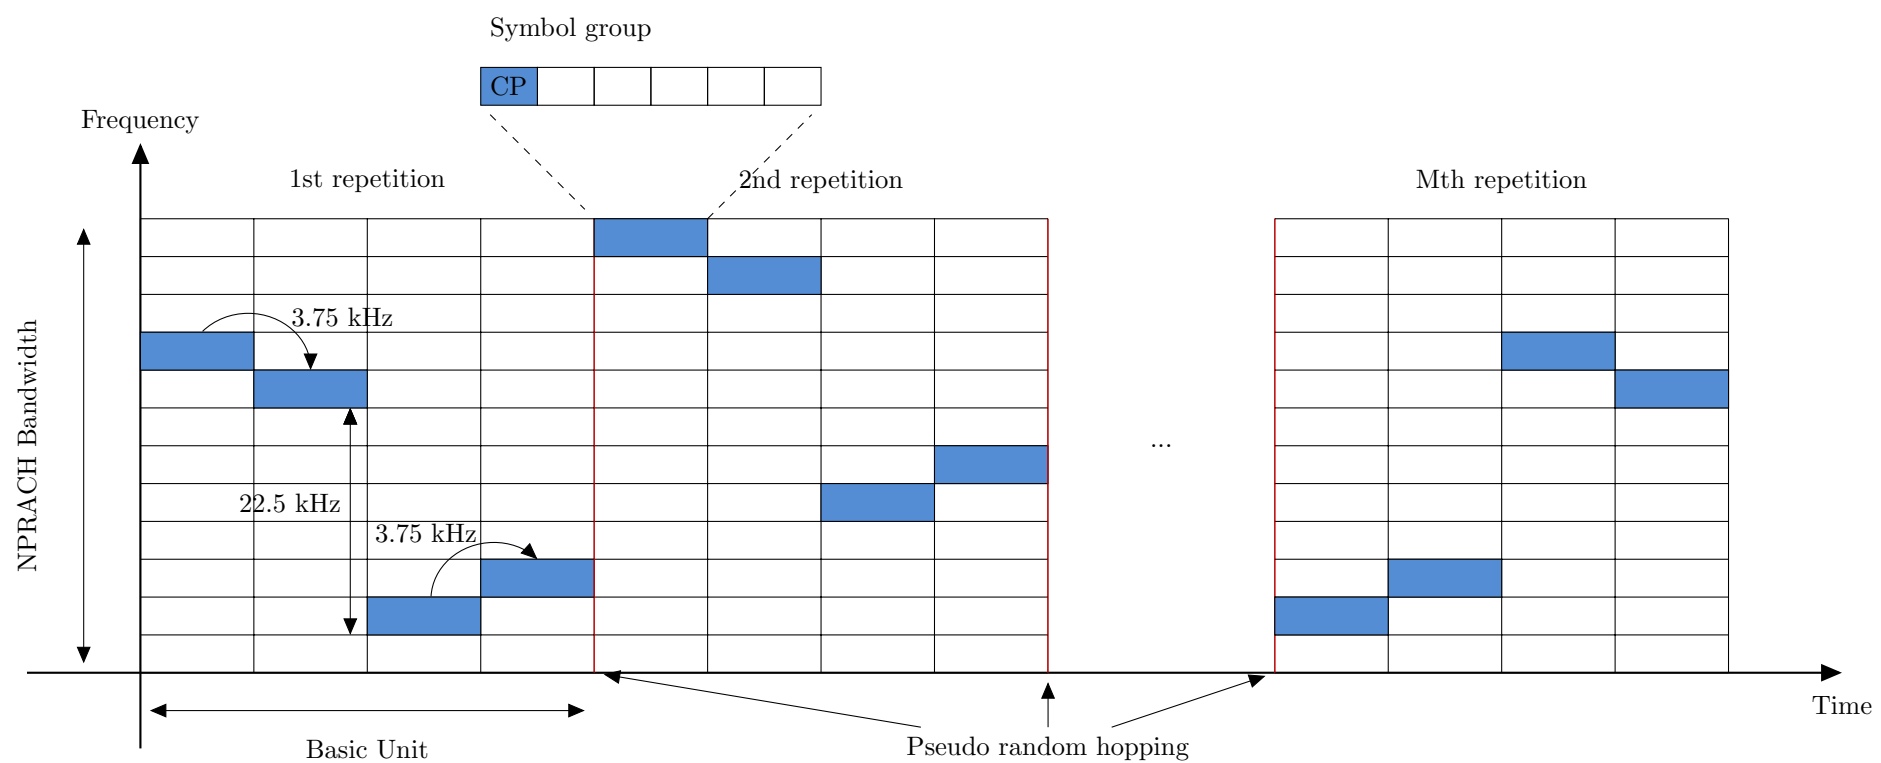 Symbol group
CP
Frequency
1st repetition
2nd repetition
Mth repetition
3.75 kHz
NPRACH Bandwidth
...
22.5 kHz
3.75 kHz
Time
Basic Unit
Pseudo random hopping